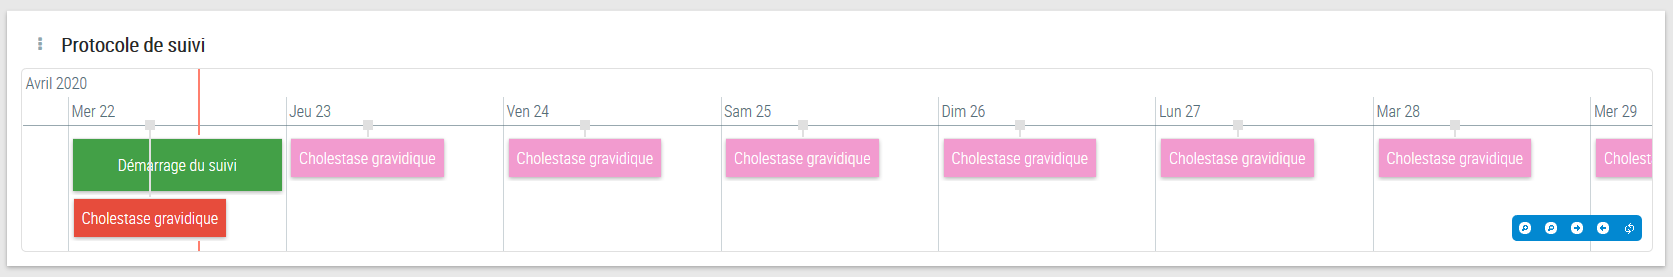 Protocole de suivi
Avril 2020
Mer 22 Jeu 23 Ven 24 Sam 25 Dim 26 Lun 27 Mar 28 Mer 29
Démarrage du suivi Cholestase gravidique Cholestase gravidique Cholestase gravidique Cholestase gravidique Cholestase gravidique Cholestase gravidique Cholest
Cholestase gravidique